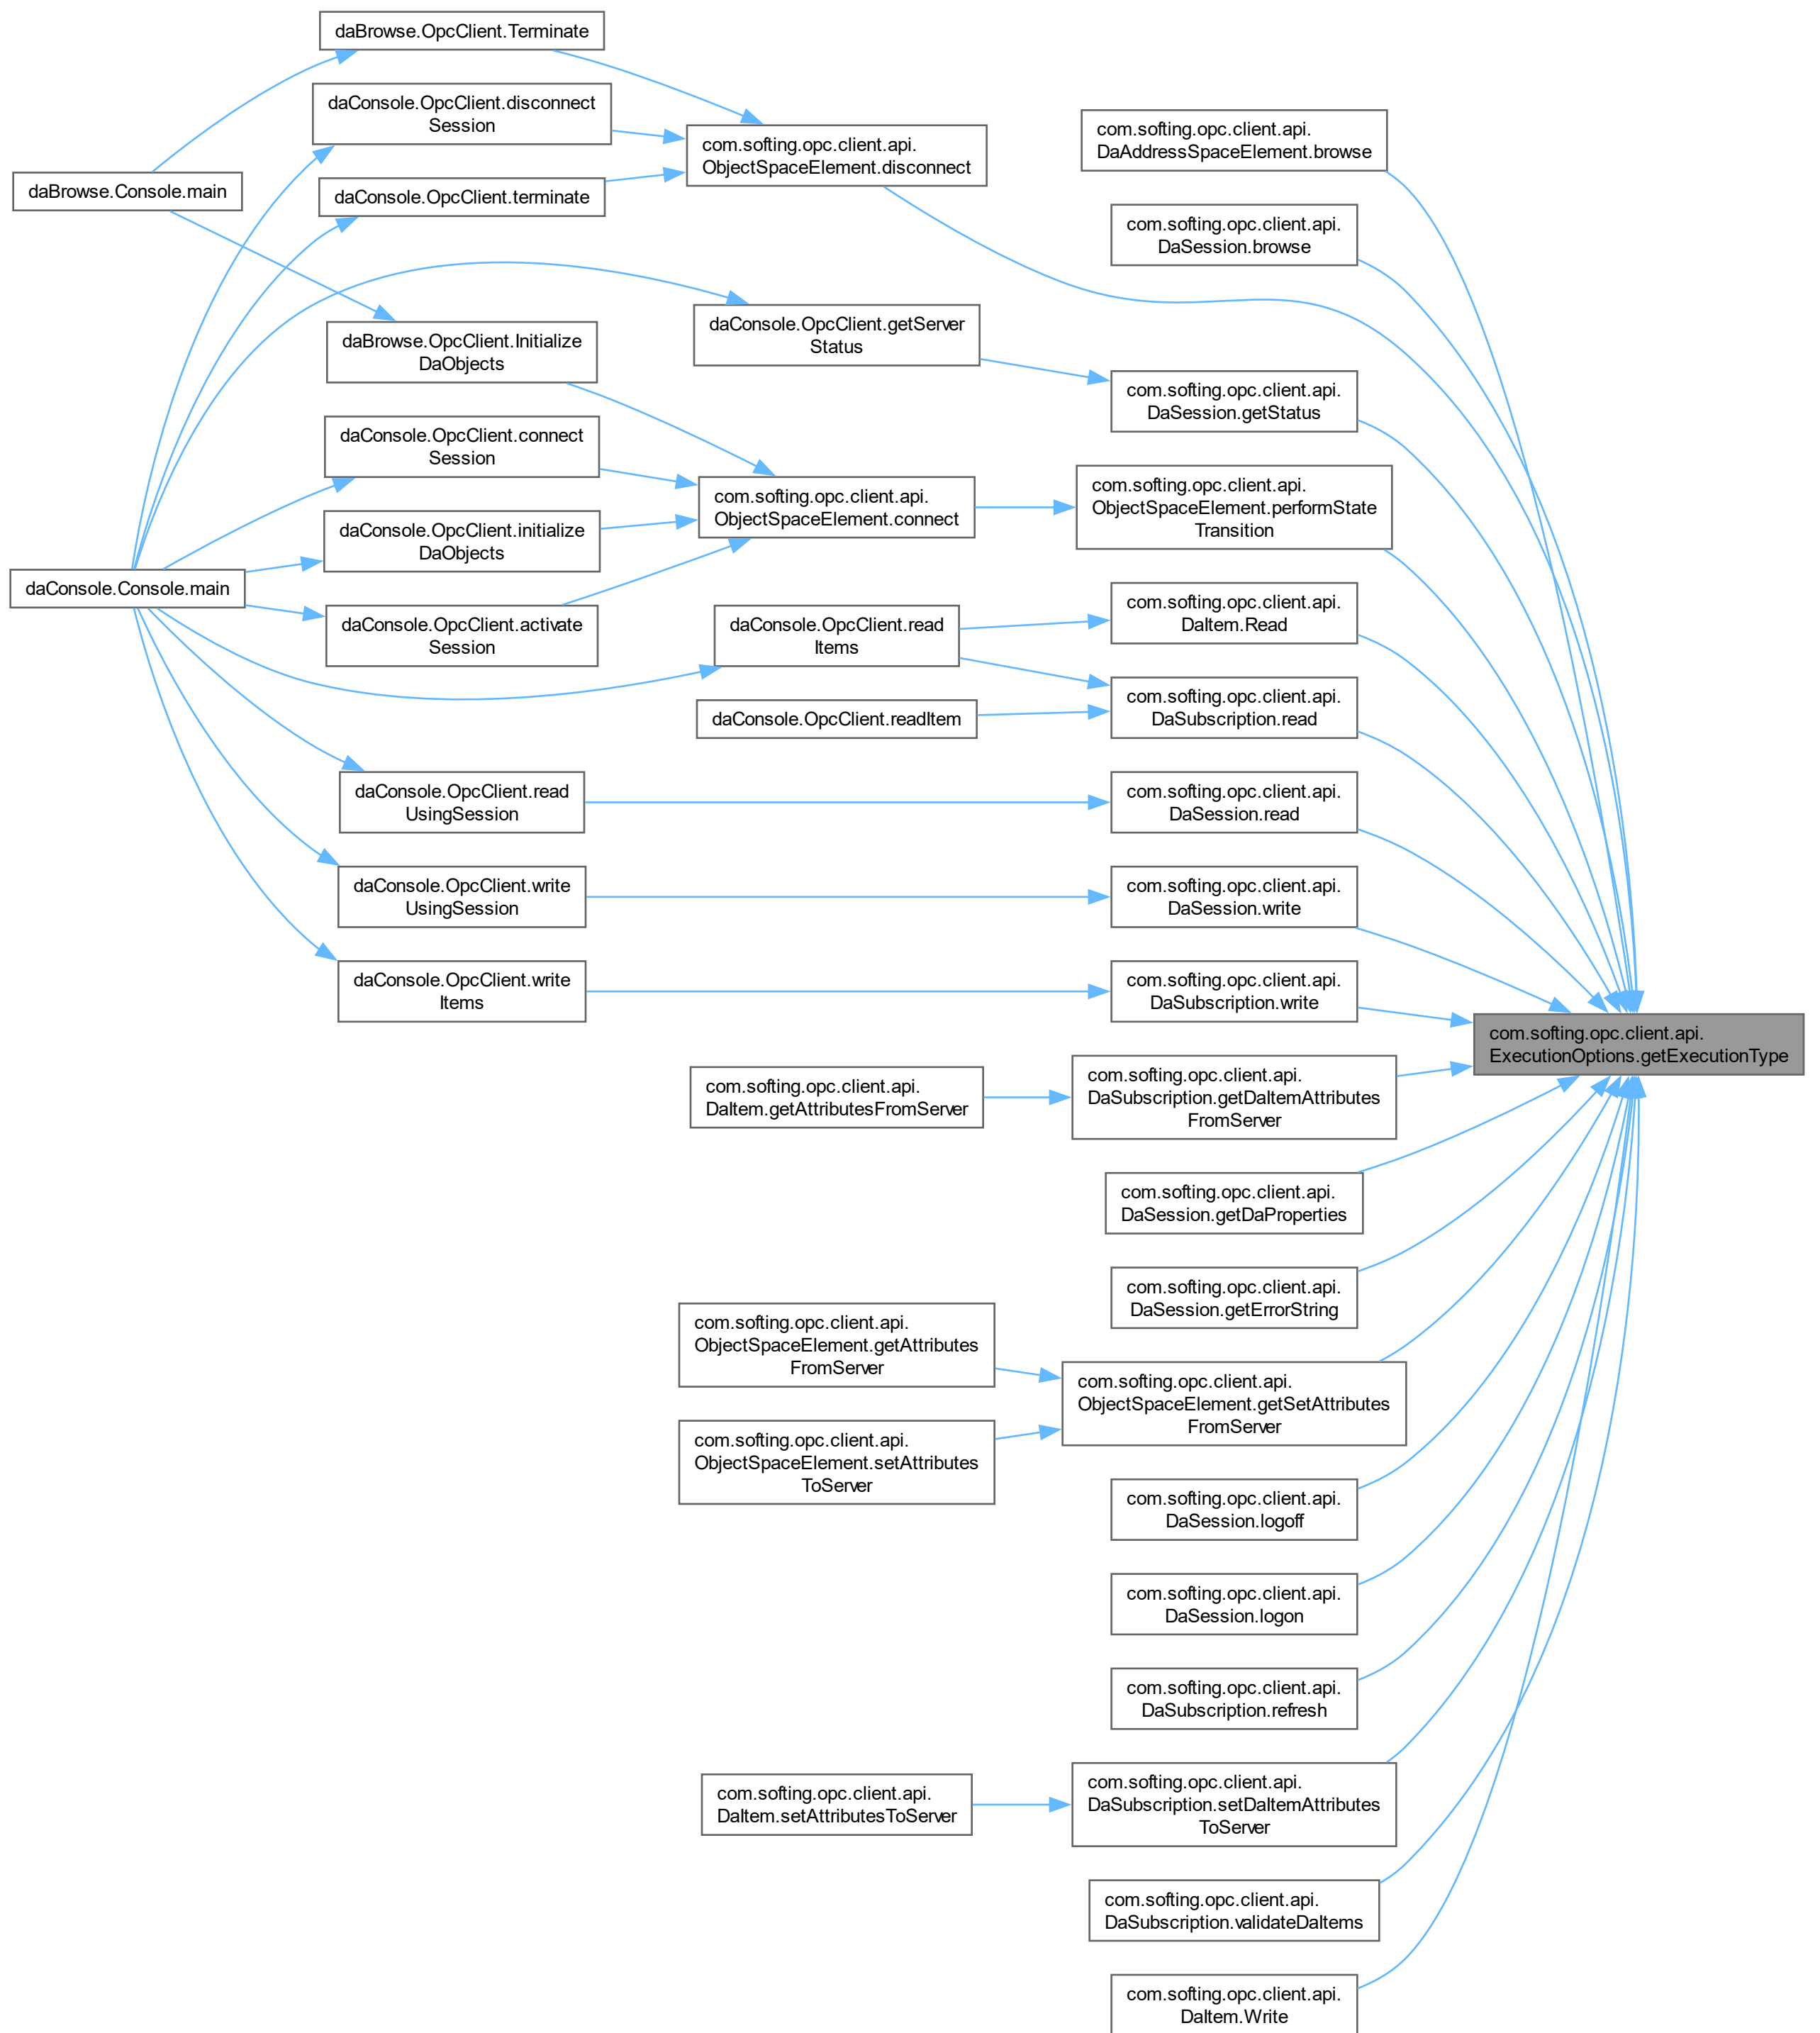 daBrowse.OpcClient.Terminate
daConsole.OpcClient.disconnect
Session
daBrowse.Console.main
daConsole.OpcClient.terminate
com.softing.opc.client.api.
ObjectSpaceElement.disconnect
com.softing.opc.client.api.
DaAddressSpaceElement.browse
com.softing.opc.client.api.
DaSession.browse
daConsole.OpcClient.getServer
Status
daBrowse.OpcClient.Initialize
DaObjects
com.softing.opc.client.api.
DaSession.getStatus
daConsole.OpcClient.connect
Session
com.softing.opc.client.api.
ObjectSpaceElement.connect
com.softing.opc.client.api.
ObjectSpaceElement.performState
Transition
daConsole.OpcClient.initialize
DaObjects
daConsole.Console.main
daConsole.OpcClient.activate
Session
daConsole.OpcClient.read
Items
com.softing.opc.client.api.
DaItem.Read
daConsole.OpcClient.readItem
com.softing.opc.client.api.
DaSubscription.read
daConsole.OpcClient.read
UsingSession
com.softing.opc.client.api.
DaSession.read
daConsole.OpcClient.write
UsingSession
com.softing.opc.client.api.
DaSession.write
daConsole.OpcClient.write
Items
com.softing.opc.client.api.
DaSubscription.write
com.softing.opc.client.api.
ExecutionOptions.getExecutionType
com.softing.opc.client.api.
DaItem.getAttributesFromServer
com.softing.opc.client.api.
DaSubscription.getDaItemAttributes
FromServer
com.softing.opc.client.api.
DaSession.getDaProperties
com.softing.opc.client.api.
DaSession.getErrorString
com.softing.opc.client.api.
ObjectSpaceElement.getAttributes
FromServer
com.softing.opc.client.api.
ObjectSpaceElement.getSetAttributes
FromServer
com.softing.opc.client.api.
ObjectSpaceElement.setAttributes
ToServer
com.softing.opc.client.api.
DaSession.logoff
com.softing.opc.client.api.
DaSession.logon
com.softing.opc.client.api.
DaSubscription.refresh
com.softing.opc.client.api.
DaItem.setAttributesToServer
com.softing.opc.client.api.
DaSubscription.setDaItemAttributes
ToServer
com.softing.opc.client.api.
DaSubscription.validateDaItems
com.softing.opc.client.api.
DaItem.Write